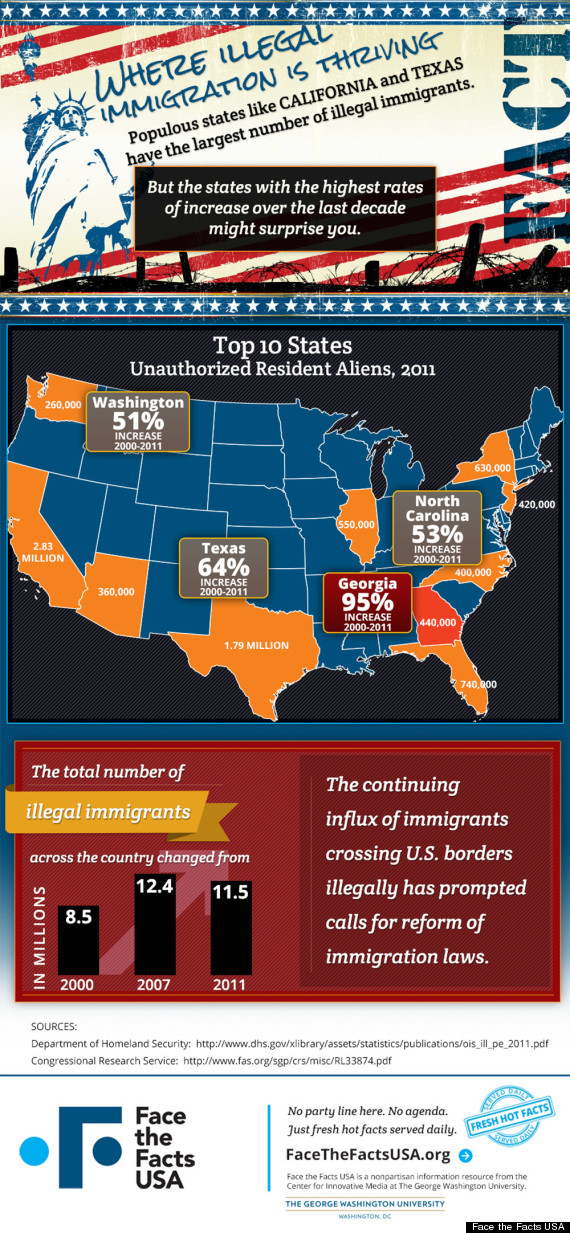 WHERE ILLEGAL
IMMIGRATION IS THRIVING
Populous states like CALIFORNIA and TEXAS
have the largest number of illegal immigrants.
FACT
But the states with the highest rates
of increase over the last decade
might surprise you.
Top 10 States
Unauthorized Resident Aliens, 2011
260,000
Washington
51%
INCREASE
2000-2011
630,000
420,000
North
Carolina
53%
INCREASE
2000-2011
550,000
2.83
MILLION
Texas
64%
INCREASE
2000-2011
360,000
400,000
Georgia
95%
INCREASE
2000-2011
440,000
1.79 MILLION
740,000
The total number of
illegal immigrants
across the country changed from
IN MILLIONS
8.5
12.4
11.5
2000
2007
2011
The continuing
influx of immigrants
crossing U.S. borders
illegally has prompted
calls for reform of
immigration laws.
SOURCES:
Department of Homeland Security: http://www.dhs.gov/xlibrary/assets/statistics/publications/ois_ill_pe_2011.pdf
Congressional Research Service: http://www.fas.org/sgp/crs/misc/RL33874.pdf
Face
the
Facts
USA
No party line here. No agenda.
Just fresh hot facts served daily.
SERVED DAILY
FRESH HOT FACTS
SERVED DAILY
FaceTheFactsUSA.org
Face the Facts USA is a nonpartisan information resource from the
Center for Innovative Media at The George Washington University.
THE GEORGE WASHINGTON UNIVERSITY
WASHINGTON, DC
Face the Facts USA